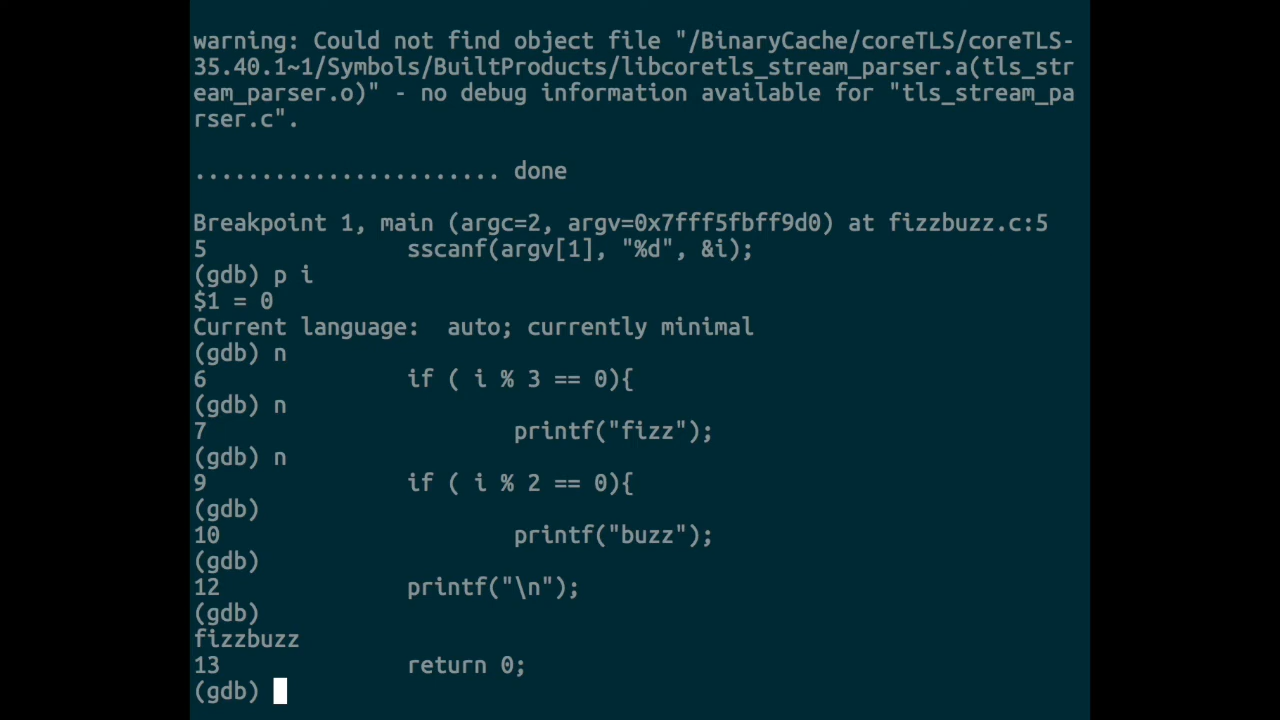 warning: Could not find object file "/BinaryCache/coreTLS/coreTLS-
35.40.1~1/Symbols/BuiltProducts/libcoretls_stream_parser.a(tls_str
eam_parser.o)" - no debug information available for "tls_stream_pa
rser.c".
....................... done
Breakpoint 1, main (argc=2, argv=0x7fff5fbff9d0) at fizzbuzz.c:5
5 sscanf(argv[1], "%d", &i);
(gdb) p i
$1 = 0
Current language:  auto; currently minimal
(gdb) n
6 if ( i % 3 == 0){
(gdb) n
7 printf("fizz");
(gdb) n
9 if ( i % 2 == 0){
(gdb)
10 printf("buzz");
(gdb)
12 printf("\n");
(gdb)
fizzbuzz
13 return 0;
(gdb)